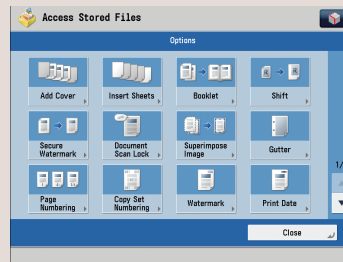 Access Stored Files
Options
Add Cover
Insert Sheets
Booklet
Shift
Secure
Watermark
Document
Scan Lock
Superimpose
Image
Gutter
1/
Page
Numbering
Copy Set
Numbering
Watermark
Print Date
Close